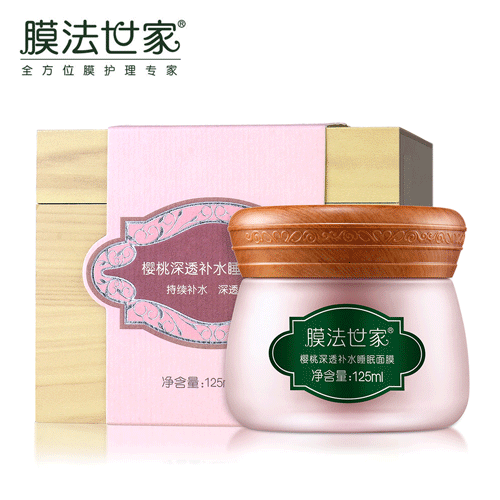 膜法世家®
全方位膜护理专家
樱桃深透补水睡
持续补水 深透
净含量:125m
膜法世家®
樱桃深透补水睡眠面膜
净含量:125ml